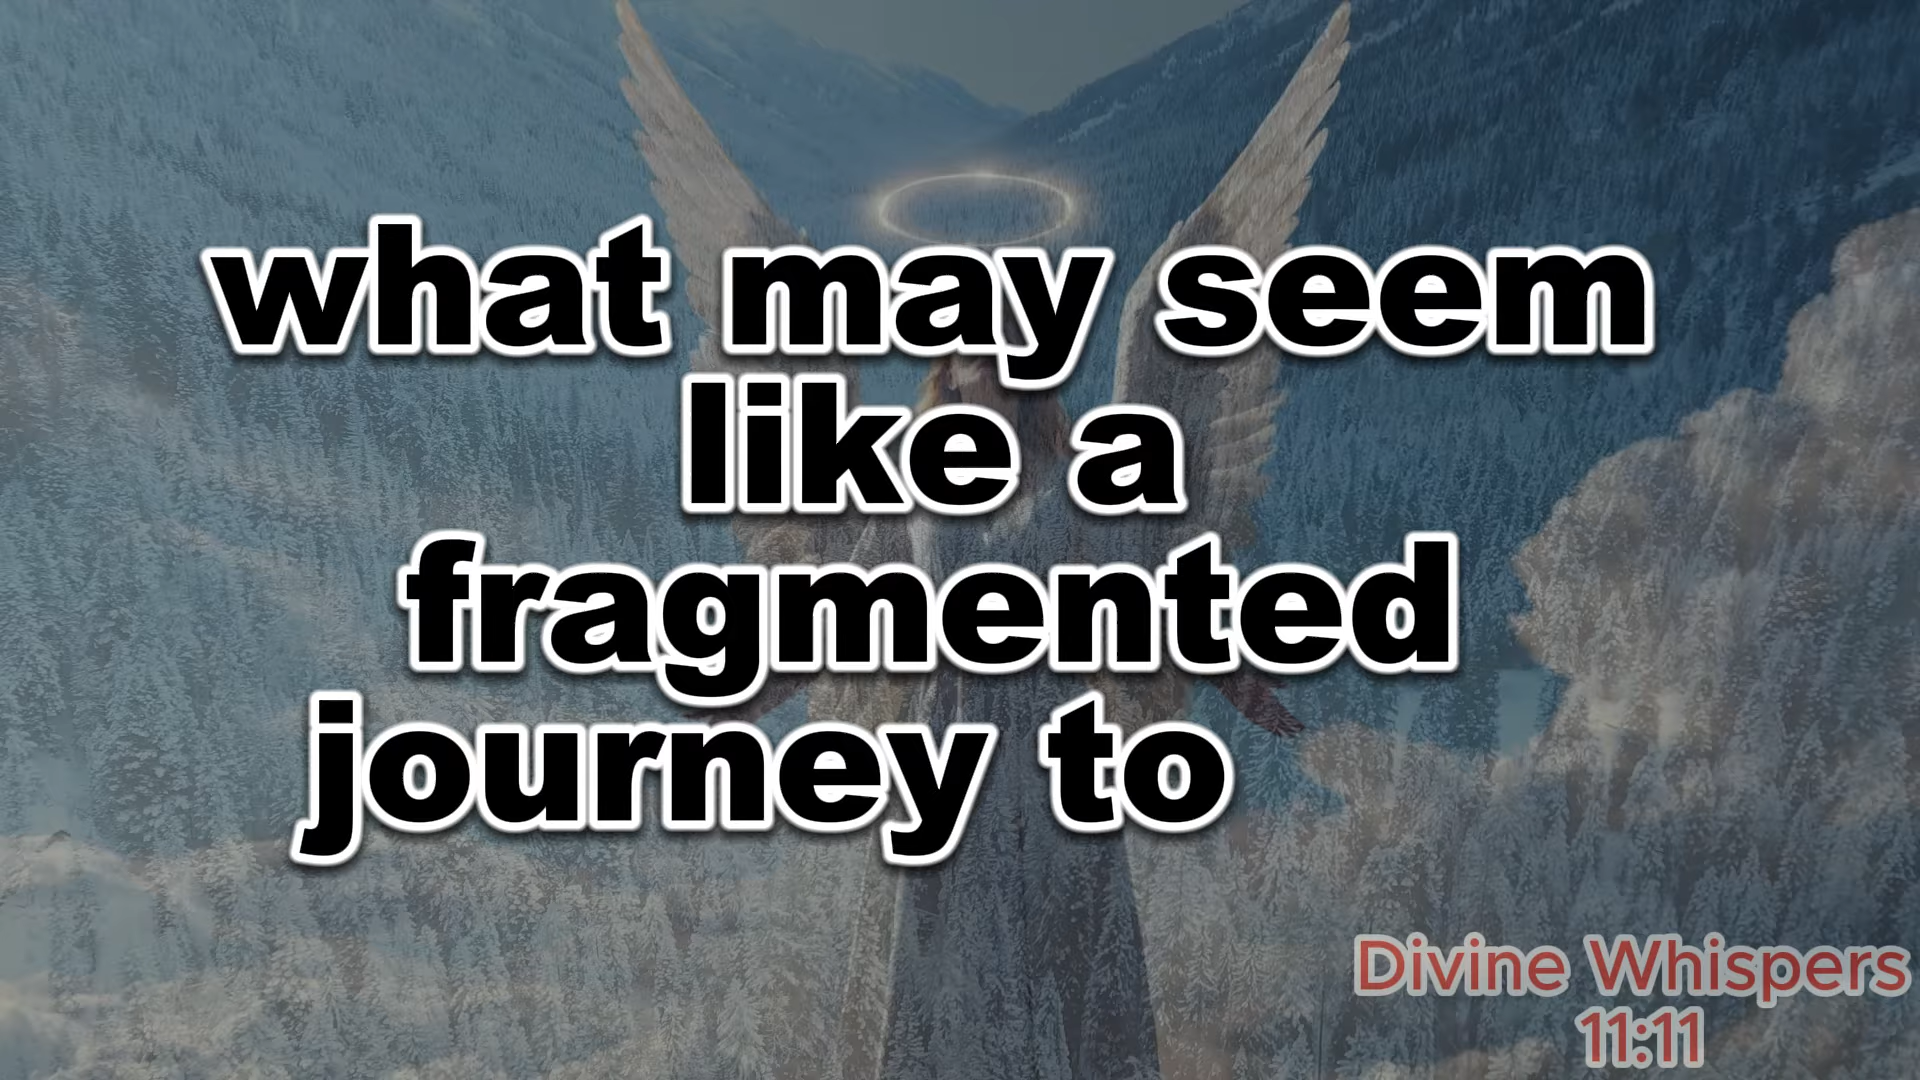 what may seem
like a
fragmented
journey to
Divine Whispers
11:11